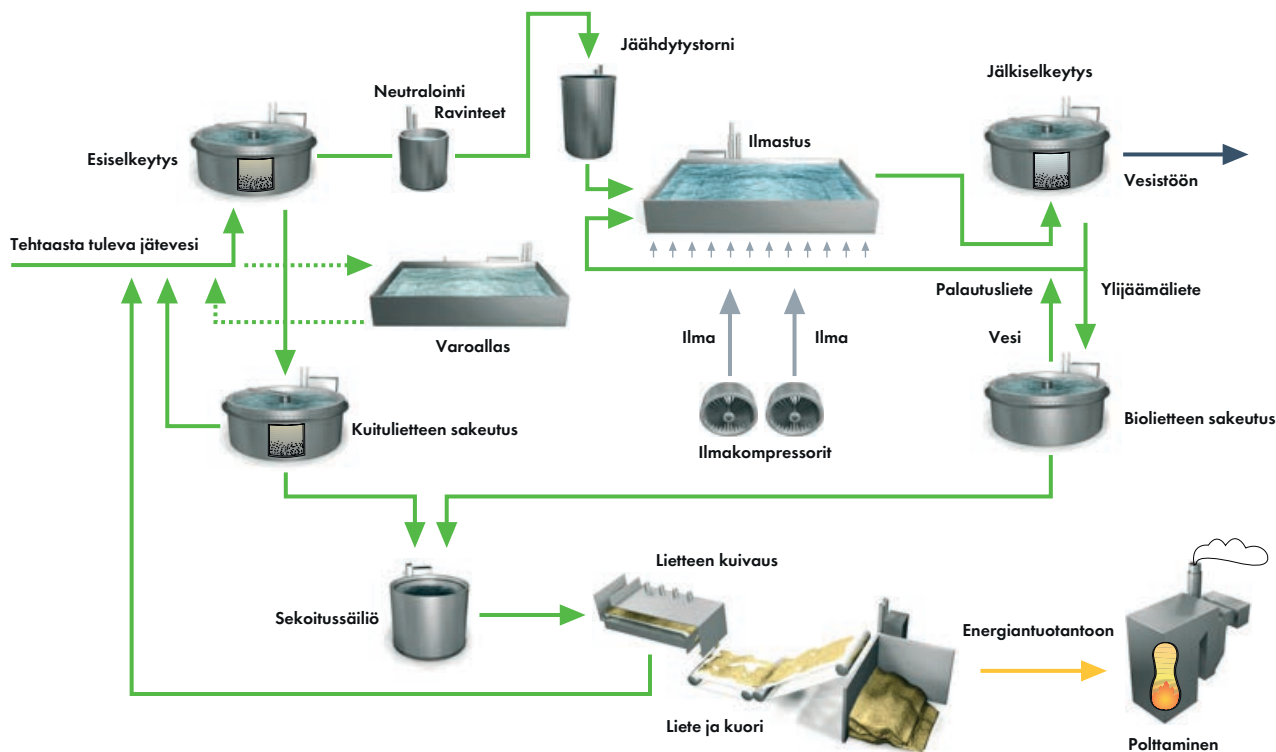 Jäähdytystorni
Neutralointi
Ravinteet
Jälkiselkeytys
Esiselkeytys
Ilmastus
Vesistöön
Tehtaasta tuleva jätevesi
Varoallas
Palautusliete
Ylijäämäliete
Ilma
Ilma
Vesi
Kuitulietteen sakeutus
Ilmakompressorit
Biolietteen sakeutus
Lietteen kuivaus
Sekoitussäiliö
Energiantuotantoon
Liete ja kuori
Polttaminen